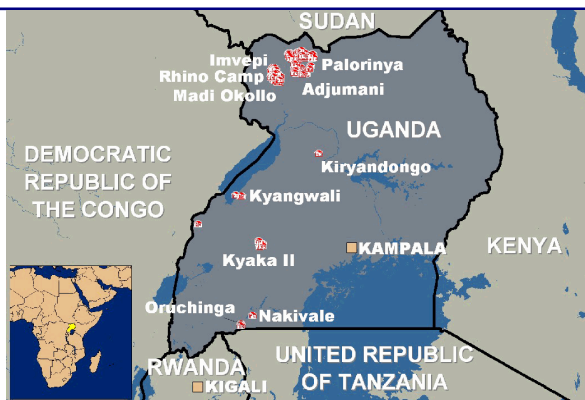 SUDAN
Imvepi
Rhino Camp
Madi Okollo
Palorinya
Adjumani
UGANDA
DEMOCRATIC
REPUBLIC OF
THE CONGO
Kiryandongo
Kyangwali
KAMPALA
KENYA
Kyaka II
Oruchinga
Nakivale
RWANDA
KIGALI
UNITED REPUBLIC
OF TANZANIA